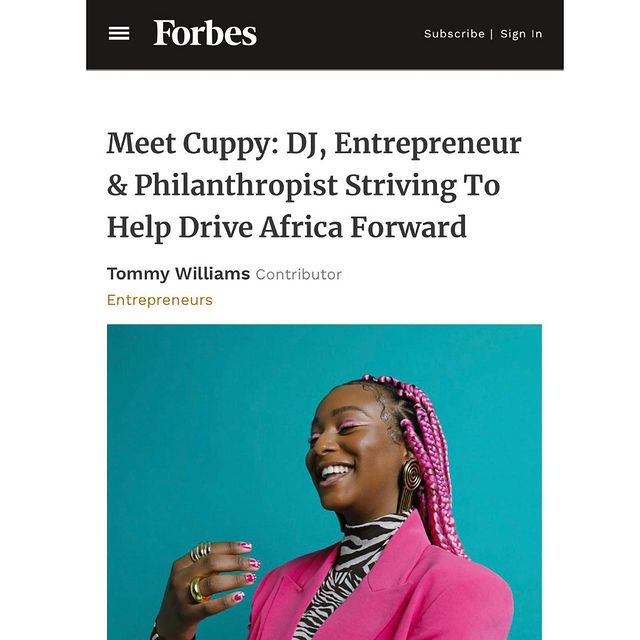 Forbes
Subscribe | Sign In
Meet Cuppy: DJ, Entrepreneur
& Philanthropist Striving To
Help Drive Africa Forward
Tommy Williams Contributor
Entrepreneurs